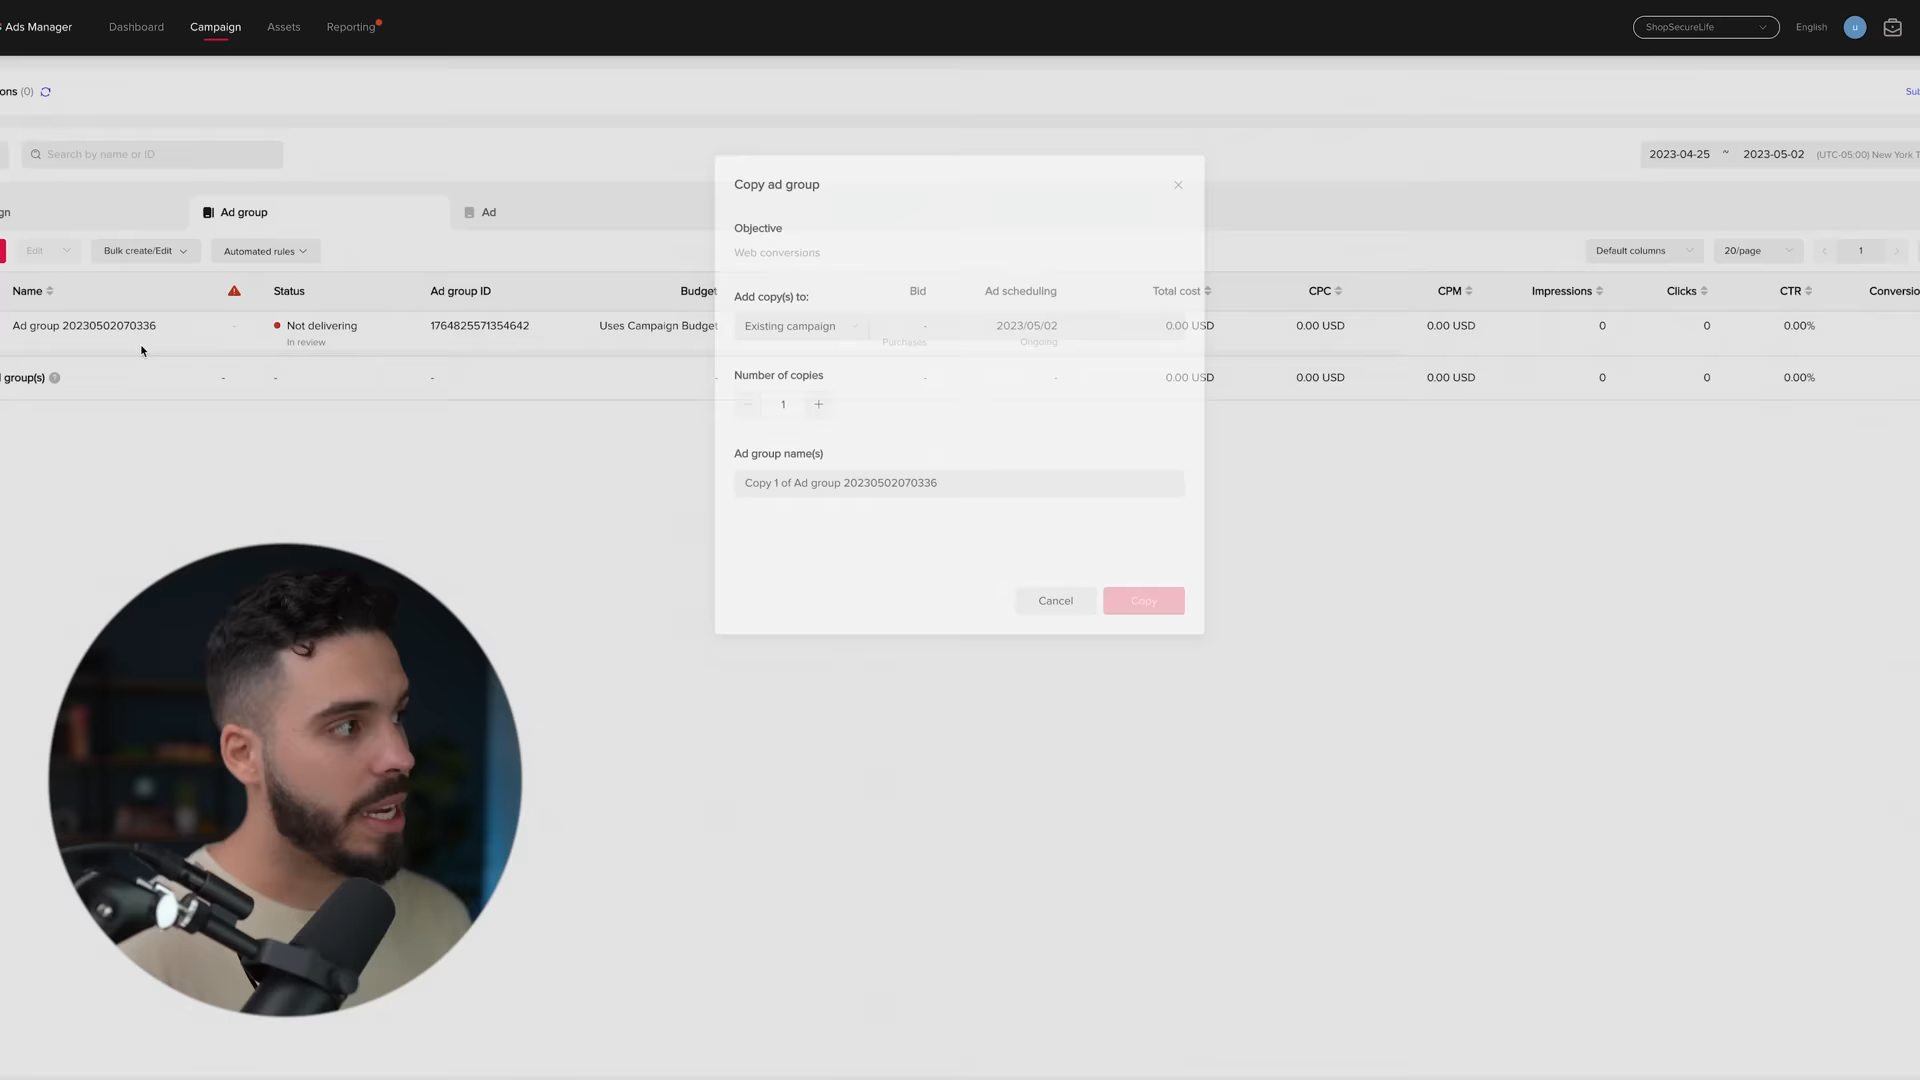 Ads Manager Dashboard Campaign Assets Reporting ShopSecureLife English u
ons (0)
Sub
Search by name or ID 2023-04-25 ~ 2023-05-02 (UTC-05:00) New York T
gn Ad group Ad
Edit Bulk create/Edit Automated rules Default columns 20/page 1
Name Status Ad group ID Budget Bid Ad scheduling Total cost CPC CPM Impressions Clicks CTR Conversio
Ad group 20230502070336 - Not delivering 1764825571354642 Uses Campaign Budget - 2023/05/02 0.00 USD 0.00 USD 0.00 USD 0 0 0.00%
In review Purchases Ongoing
group(s) ? - - - - - - 0.00 USD 0.00 USD 0.00 USD 0 0 0.00%
Copy ad group
Objective
Web conversions
Add copy(s) to:
Existing campaign
Number of copies
1
Ad group name(s)
Copy 1 of Ad group 20230502070336
Cancel Copy